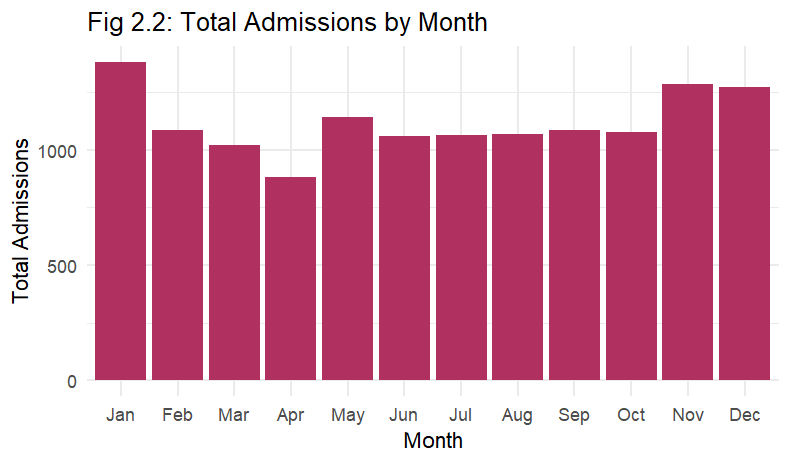 Fig 2.2: Total Admissions by Month
Total Admissions
1000
500
0
Jan Feb Mar Apr May Jun Jul Aug Sep Oct Nov Dec
Month